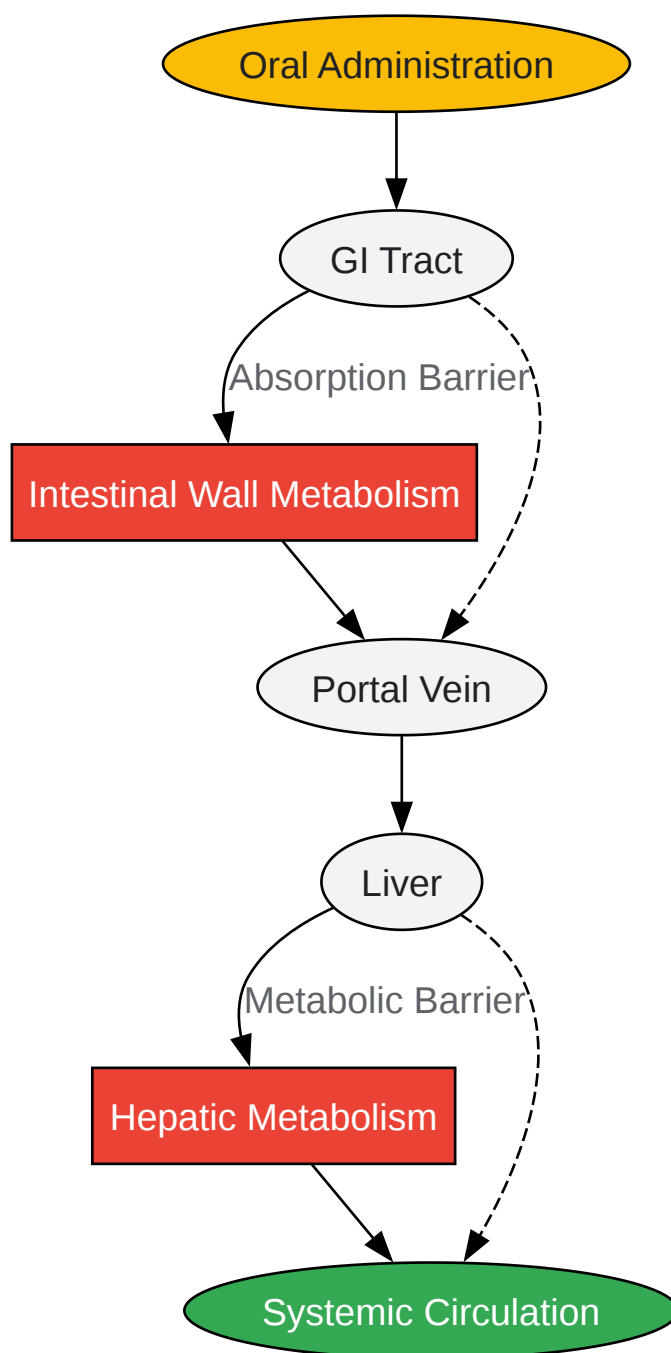 Oral Administration
GI Tract
Absorption Barrier
Intestinal Wall Metabolism
Portal Vein
Liver
Metabolic Barrier
Hepatic Metabolism
Systemic Circulation